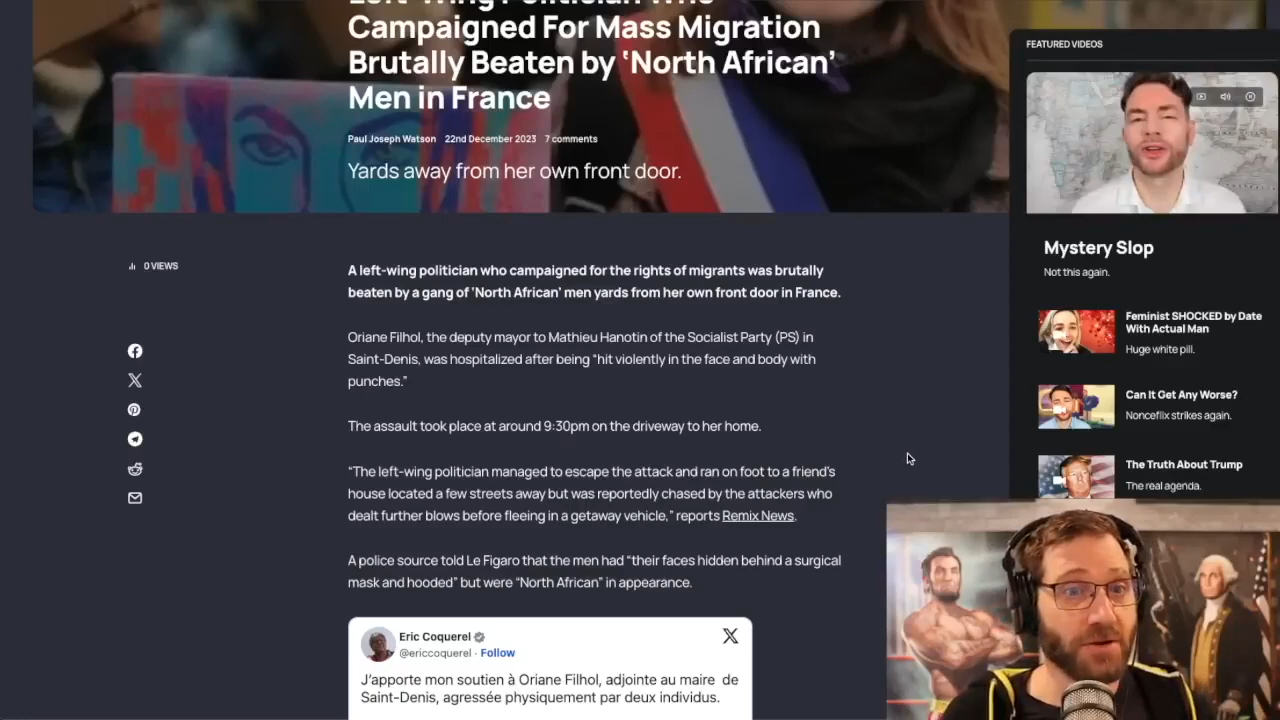 Left-Wing Politician Who
Campaigned For Mass Migration
Brutally Beaten by ‘North African’
Men in France
Paul Joseph Watson 22nd December 2023 7 comments
Yards away from her own front door.
0 VIEWS
A left-wing politician who campaigned for the rights of migrants was brutally
beaten by a gang of ‘North African’ men yards from her own front door in France.
Oriane Filhol, the deputy mayor to Mathieu Hanotin of the Socialist Party (PS) in
Saint-Denis, was hospitalized after being “hit violently in the face and body with
punches.”
The assault took place at around 9:30pm on the driveway to her home.
“The left-wing politician managed to escape the attack and ran on foot to a friend’s
house located a few streets away but was reportedly chased by the attackers who
dealt further blows before fleeing in a getaway vehicle,” reports Remix News.
A police source told Le Figaro that the men had “their faces hidden behind a surgical
mask and hooded” but were “North African” in appearance.
Eric Coquerel
@ericcoquerel · Follow
J’apporte mon soutien à Oriane Filhol, adjointe au maire de
Saint-Denis, agressée physiquement par deux individus.
FEATURED VIDEOS
Mystery Slop
Not this again.
Feminist SHOCKED by Date
With Actual Man
Huge white pill.
Can It Get Any Worse?
Nonceflix strikes again.
The Truth About Trump
The real agenda.